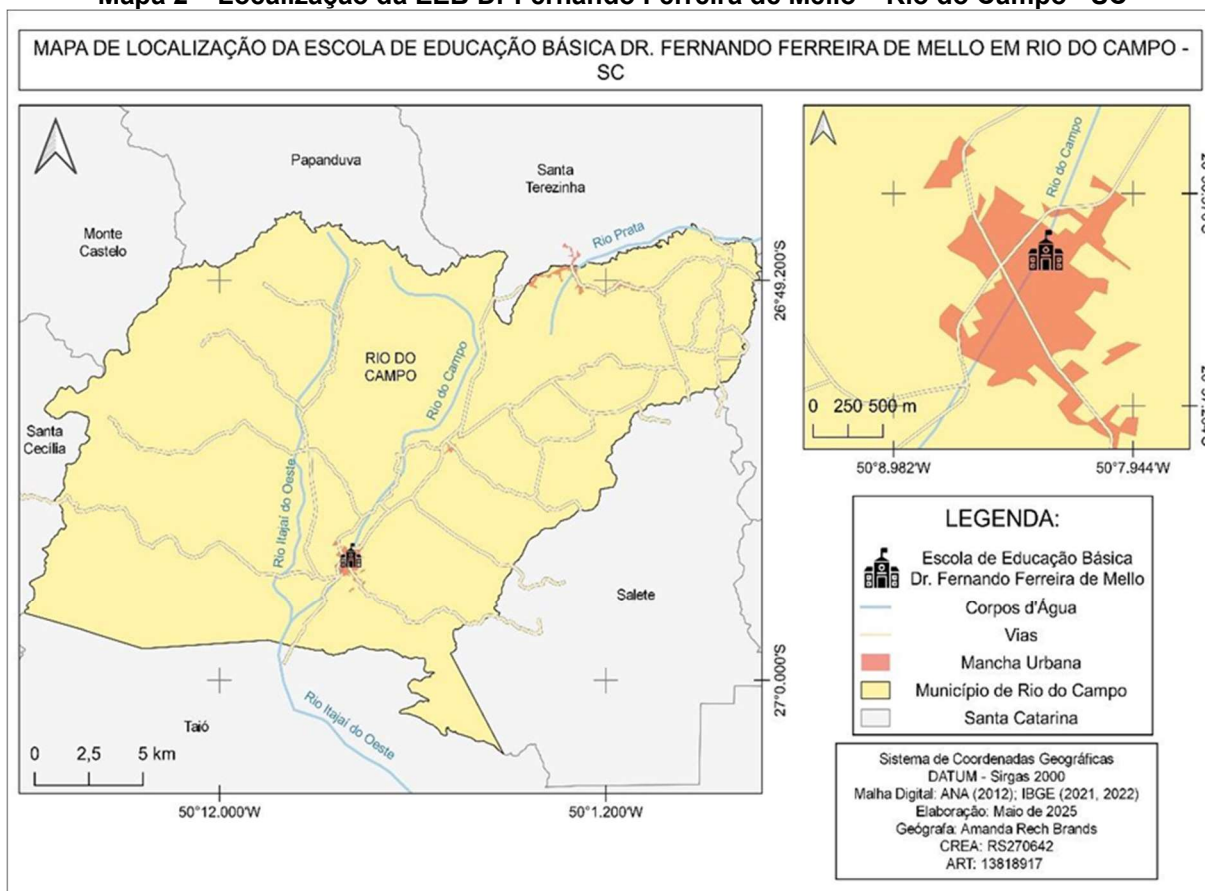 MAPA DE LOCALIZAÇÃO DA ESCOLA DE EDUCAÇÃO BÁSICA DR. FERNANDO FERREIRA DE MELLO EM RIO DO CAMPO -
SC
Papanduva
Santa
Terezinha
Monte
Castelo
Rio Prata
RIO DO
CAMPO
Rio do Campo
Santa
Cecília
Rio Itajaí do Oeste
Salete
Taió
Rio Itajaí do Oeste
0 2,5 5 km
26°49.200'S
27°0.000'S
50°12.000'W
50°1.200'W
Rio do Campo
0 250 500 m
50°8.982'W
50°7.944'W
LEGENDA:
Escola de Educação Básica
Dr. Fernando Ferreira de Mello
Corpos d'Água
Vias
Mancha Urbana
Município de Rio do Campo
Santa Catarina
Sistema de Coordenadas Geográficas
DATUM - Sirgas 2000
Malha Digital: ANA (2012); IBGE (2021, 2022)
Elaboração: Maio de 2025
Geógrafa: Amanda Rech Brands
CREA: RS270642
ART: 13818917